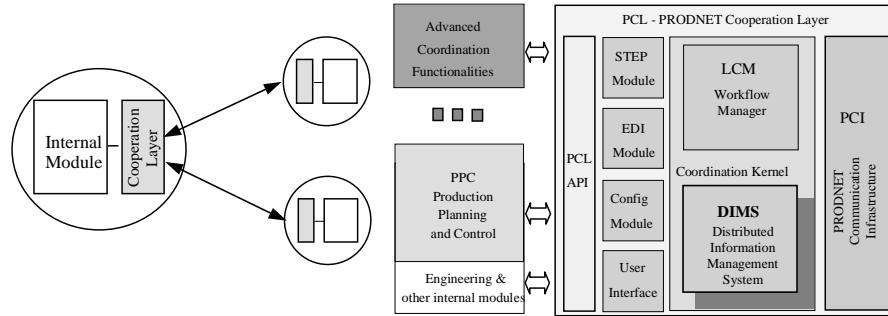 Internal
Module
Cooperation
Layer
Advanced
Coordination
Functionalities
PPC
Production
Planning
and Control
Engineering &
other internal modules
PCL - PRODNET Cooperation Layer
PCL
API
STEP
Module
EDI
Module
Config
Module
User
Interface
LCM
Workflow
Manager
Coordination Kernel
DIMS
Distributed
Information
Management
System
PCI
PRODNET
Communication
Infrastructure